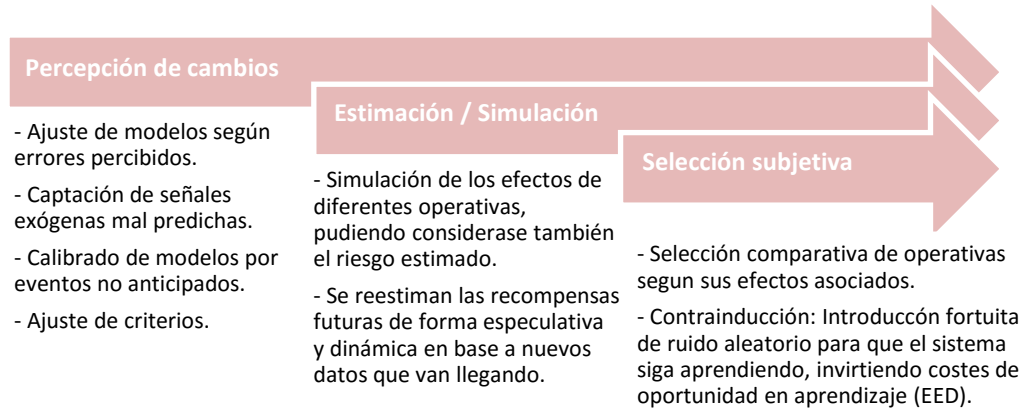 Percepción de cambios
- Ajuste de modelos según
errores percibidos.
- Captación de señales
exógenas mal predichas.
- Calibrado de modelos por
eventos no anticipados.
- Ajuste de criterios.
Estimación / Simulación
- Simulación de los efectos de
diferentes operativas,
pudiendo considerase también
el riesgo estimado.
- Se reestiman las recompensas
futuras de forma especulativa
y dinámica en base a nuevos
datos que van llegando.
Selección subjetiva
- Selección comparativa de operativas
segun sus efectos asociados.
- Contrainducción: Introduccón fortuita
de ruido aleatorio para que el sistema
siga aprendiendo, invirtiendo costes de
oportunidad en aprendizaje (EED).